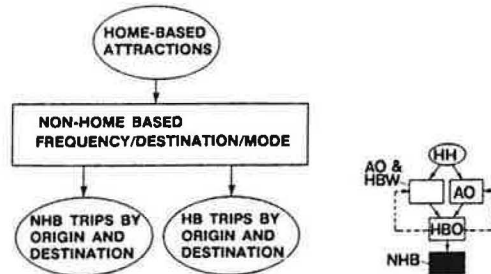 HOME-BASED
ATTRACTIONS
NON-HOME BASED
FREQUENCY/DESTINATION/MODE
NHB TRIPS BY
ORIGIN AND
DESTINATION
HB TRIPS BY
ORIGIN AND
DESTINATION
HH
AO &
HBW
AO
HBO
NHB